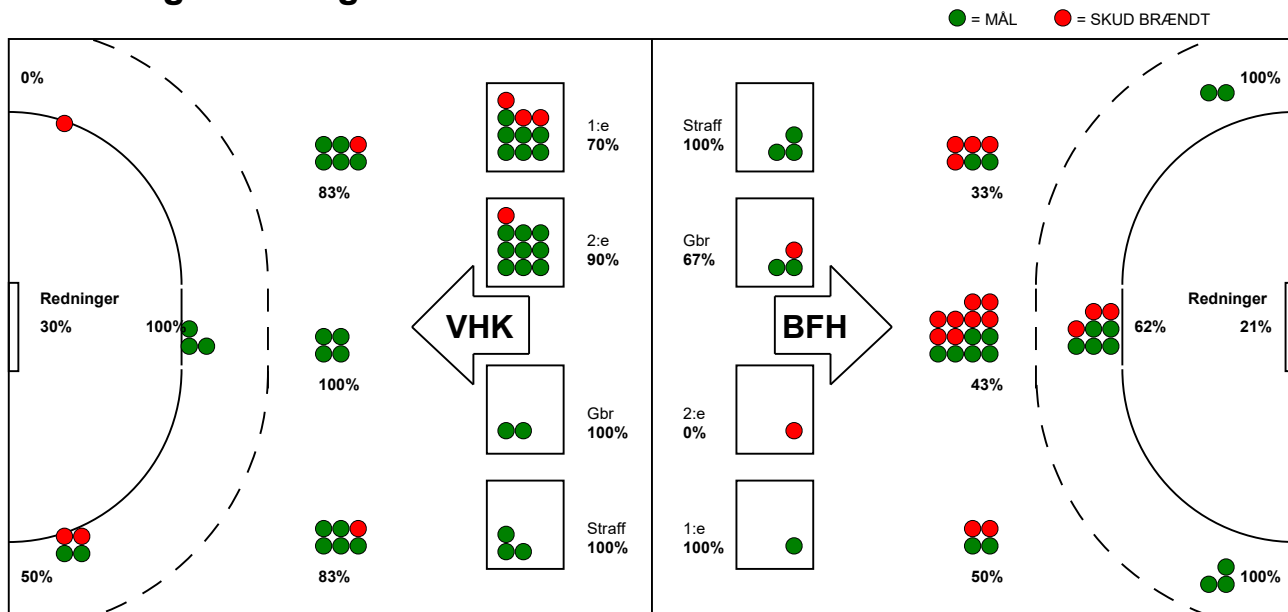 = MÅL
= SKUD BRÆNDT
0%
83%
1:e
70%
2:e
90%
Redninger
30%
100%
100%
VHK
Gbr
100%
Straff
100%
50%
83%
Straff
100%
Gbr
67%
BFH
2:e
0%
1:e
100%
100%
33%
43%
62%
Redninger
21%
50%
100%